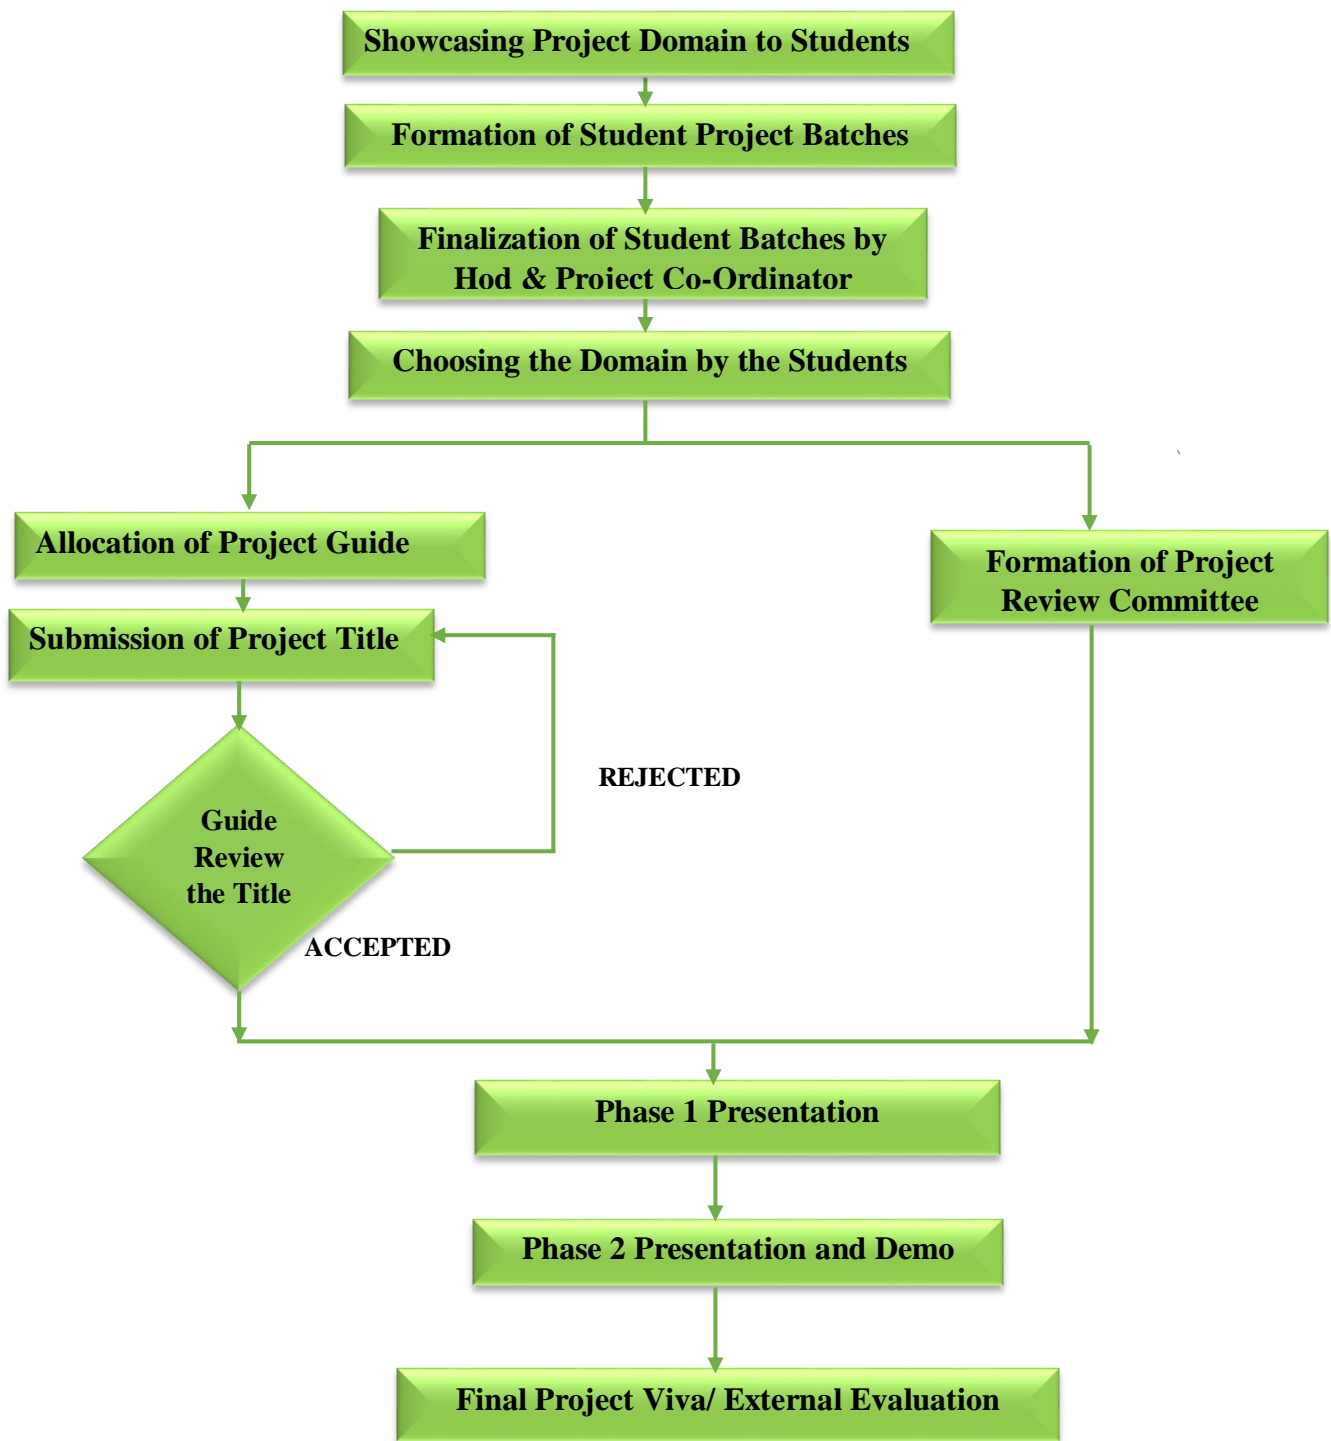 Showcasing Project Domain to Students
Formation of Student Project Batches
Finalization of Student Batches by
Hod & Project Co-Ordinator
Choosing the Domain by the Students
Allocation of Project Guide
Formation of Project
Review Committee
Submission of Project Title
REJECTED
Guide
Review
the Title
ACCEPTED
Phase 1 Presentation
Phase 2 Presentation and Demo
Final Project Viva/ External Evaluation